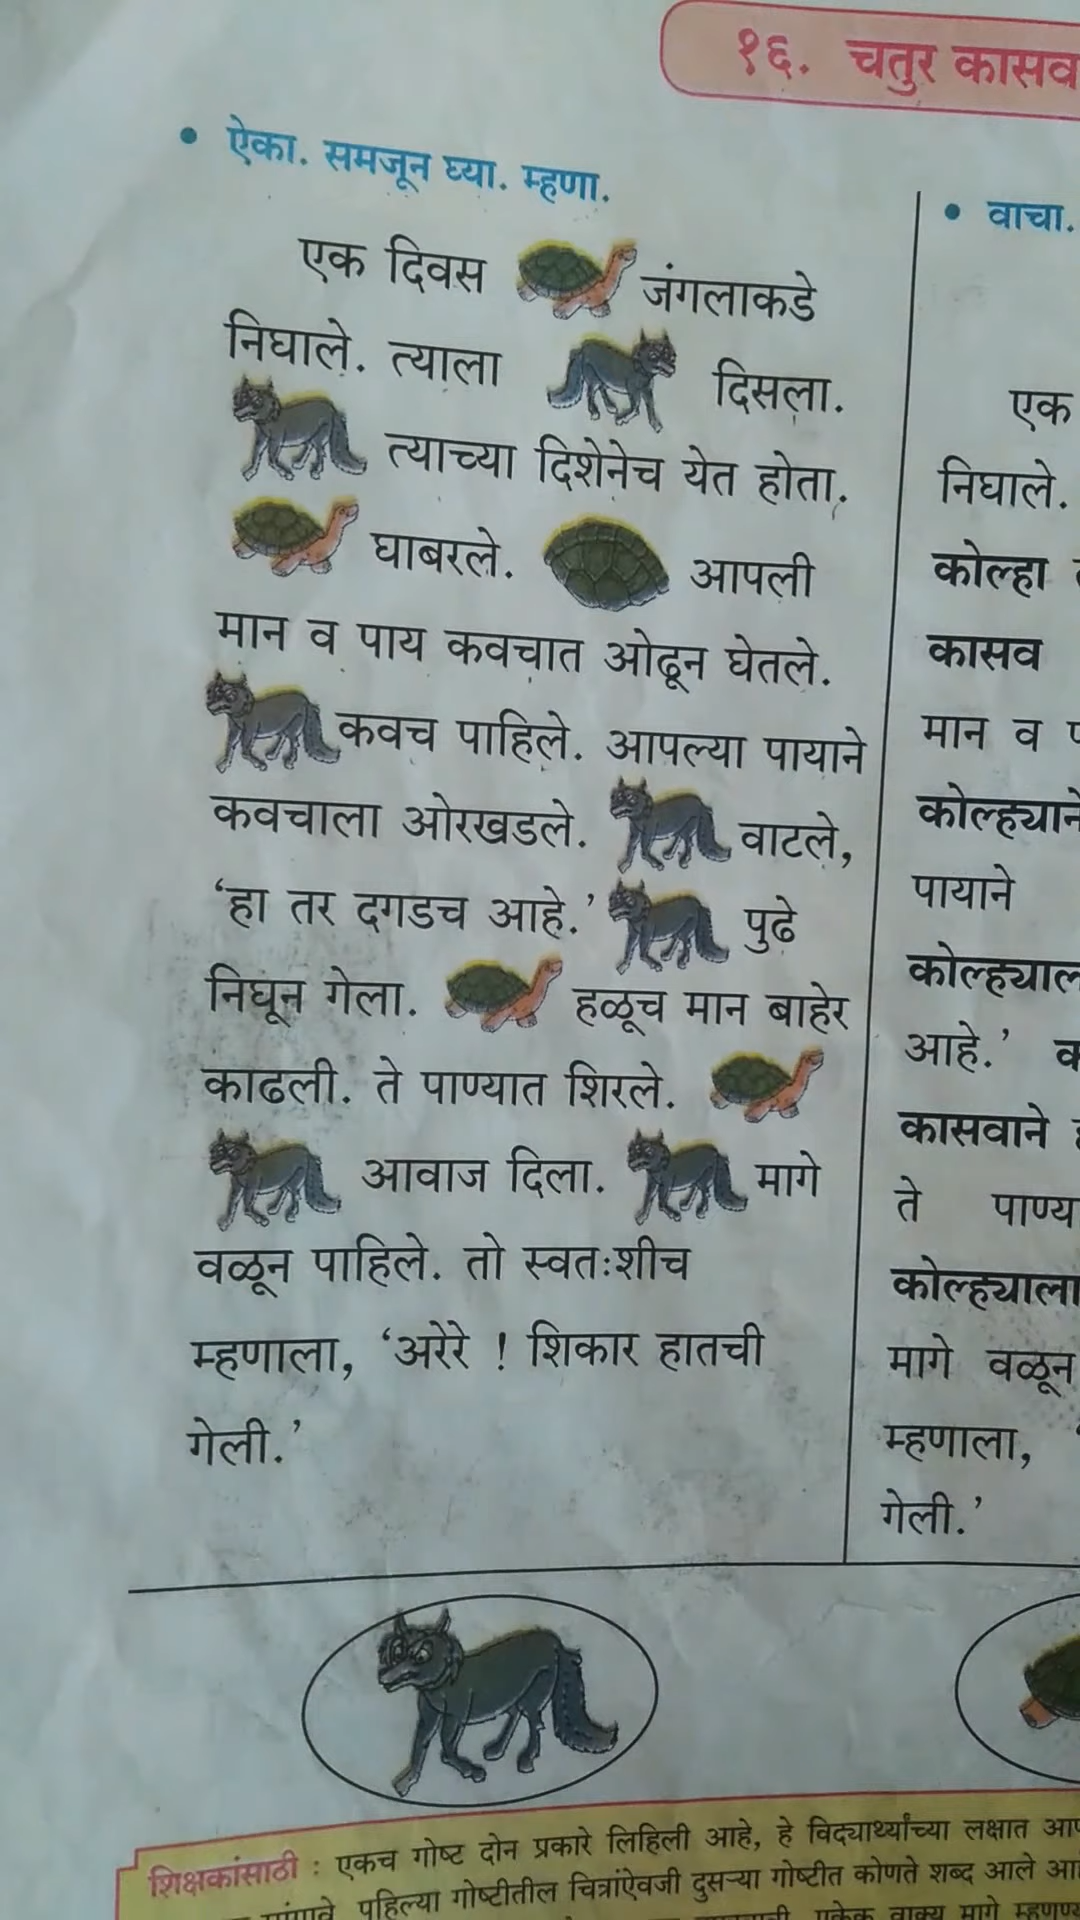 १६. चतुर कासव
• ऐका. समजून घ्या. म्हणा.
एक दिवस जंगलाकडे
निघाले. त्याला दिसला.
त्याच्या दिशेनेच येत होता.
घाबरले. आपली
मान व पाय कवचात ओढून घेतले.
कवच पाहिले. आपल्या पायाने
कवचाला ओरखडले. वाटले,
‘हा तर दगडच आहे.’ पुढे
निघून गेला. हळूच मान बाहेर
काढली. ते पाण्यात शिरले.
आवाज दिला. मागे
वळून पाहिले. तो स्वतःशीच
म्हणाला, ‘अरेरे ! शिकार हातची
गेली.’
• वाचा.
एक
निघाले.
कोल्हा
कासव
मान व
कोल्ह्याने
पायाने
आहे.’
कासवाने
ते
कोल्ह्याला
मागे वळून
म्हणाला,
गेली.’
शिक्षकांसाठी : एकच गोष्ट दोन प्रकारे लिहिली आहे, हे विद्यार्थ्यांच्या लक्षात
पहिल्या गोष्टीतील चित्रांऐवजी दुसऱ्या गोष्टीत कोणते शब्द आले
एकेक वाक्य मागे